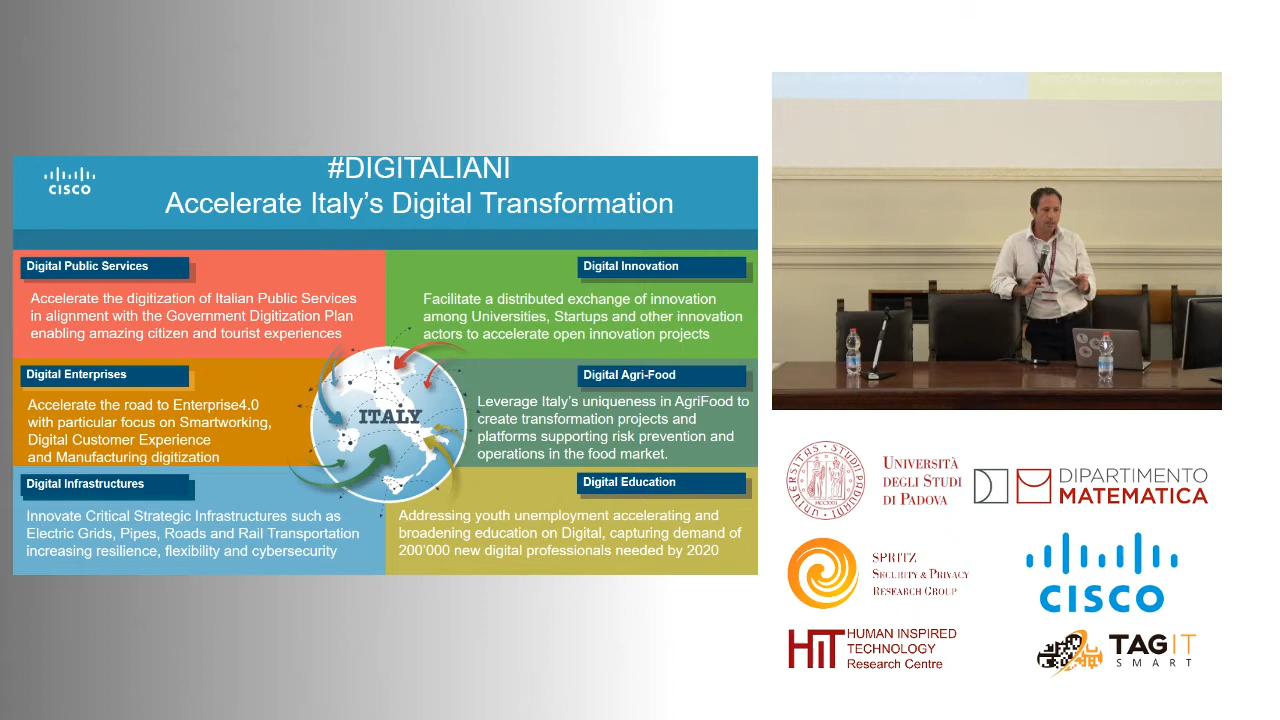 CISCO
#DIGITALIANI
Accelerate Italy’s Digital Transformation
Digital Public Services
Accelerate the digitization of Italian Public Services
in alignment with the Government Digitization Plan
enabling amazing citizen and tourist experiences
Digital Innovation
Facilitate a distributed exchange of innovation
among Universities, Startups and other innovation
actors to accelerate open innovation projects
Digital Enterprises
Accelerate the road to Enterprise4.0
with particular focus on Smartworking,
Digital Customer Experience
and Manufacturing digitization
ITALY
Digital Agri-Food
Leverage Italy’s uniqueness in AgriFood to
create transformation projects and
platforms supporting risk prevention and
operations in the food market.
Digital Infrastructures
Innovate Critical Strategic Infrastructures such as
Electric Grids, Pipes, Roads and Rail Transportation
increasing resilience, flexibility and cybersecurity
Digital Education
Addressing youth unemployment accelerating and
broadening education on Digital, capturing demand of
200’000 new digital professionals needed by 2020
UNIVERSITÀ
DEGLI STUDI
DI PADOVA
DIPARTIMENTO
MATEMATICA
SPRITZ
SECURITY & PRIVACY
RESEARCH GROUP
CISCO
HIT HUMAN INSPIRED
TECHNOLOGY
Research Centre
TAGIT
SMART